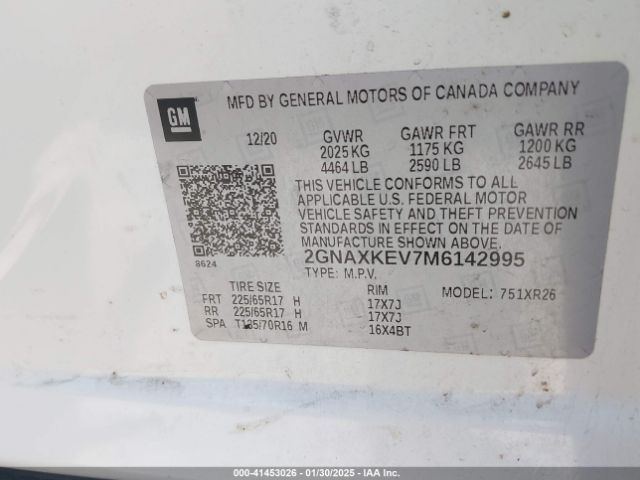 GM
MFD BY GENERAL MOTORS OF CANADA COMPANY
12/20 GVWR GAWR FRT GAWR RR
2025 KG 1175 KG 1200 KG
4464 LB 2590 LB 2645 LB
THIS VEHICLE CONFORMS TO ALL
APPLICABLE U.S. FEDERAL MOTOR
VEHICLE SAFETY AND THEFT PREVENTION
STANDARDS IN EFFECT ON THE DATE OF
MANUFACTURE SHOWN ABOVE.
8624 2GNAXKEV7M6142995
TYPE: M.P.V.
TIRE SIZE RIM MODEL: 751XR26
FRT 225/65R17 H 17X7J
RR 225/65R17 H 17X7J
SPA T135/70R16 M 16X4BT
000-41453026 - 01/30/2025 - IAA Inc.